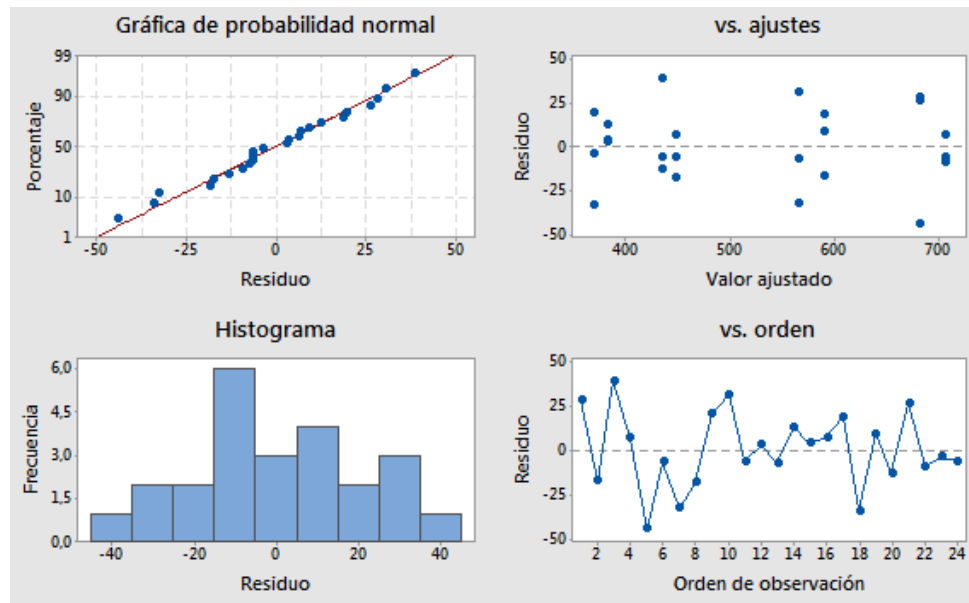 Gráfica de probabilidad normal
99
90
50
10
1
Porcentaje
-50 -25 0 25 50
Residuo
vs. ajustes
50
25
0
-25
-50
Residuo
400 500 600 700
Valor ajustado
Histograma
6,0
4,5
3,0
1,5
0,0
Frecuencia
-40 -20 0 20 40
Residuo
vs. orden
50
25
0
-25
-50
Residuo
2 4 6 8 10 12 14 16 18 20 22 24
Orden de observación